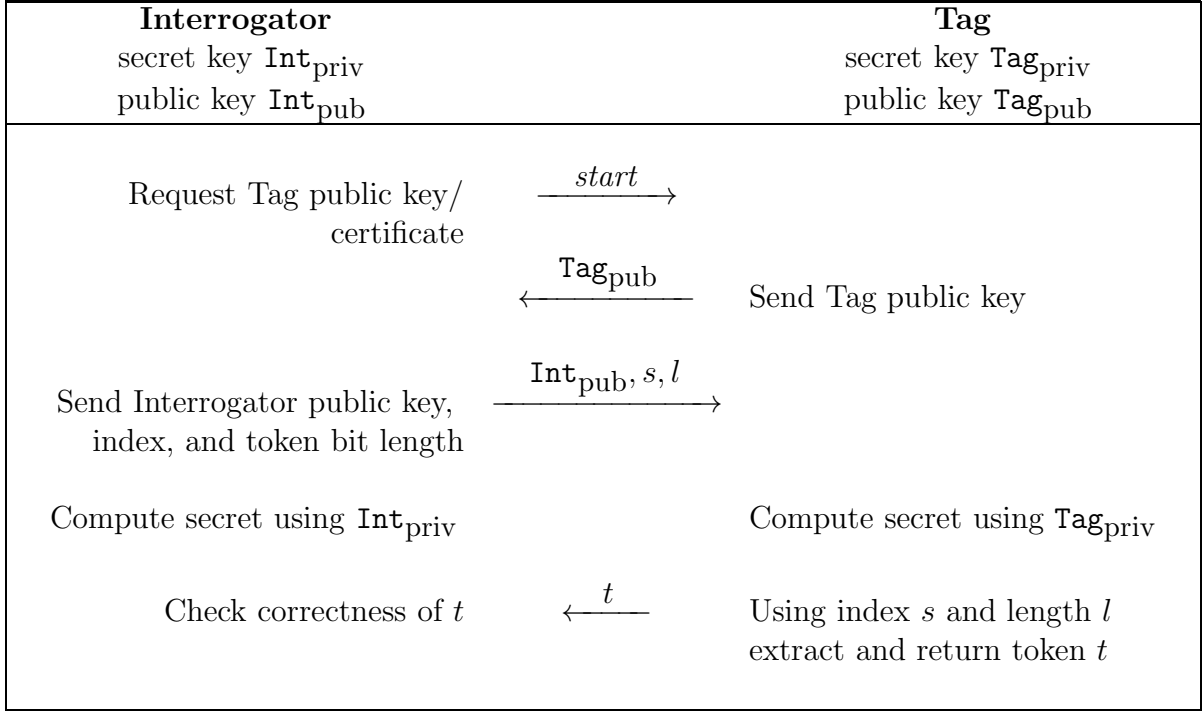 Interrogator Tag
secret key Int_priv secret key Tag_priv
public key Int_pub public key Tag_pub
Request Tag public key/ start
certificate
Tag_pub
Send Tag public key
Int_pub, s, l
Send Interrogator public key,
index, and token bit length
Compute secret using Int_priv Compute secret using Tag_priv
Check correctness of t t Using index s and length l
extract and return token t